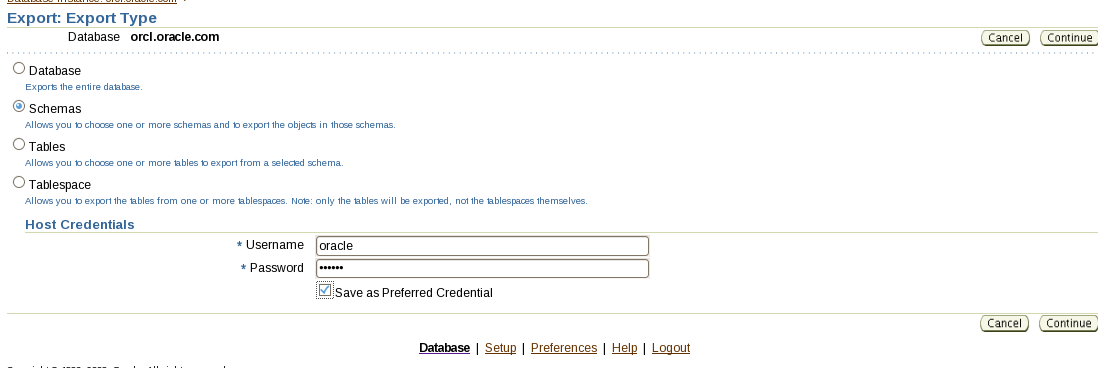 Export: Export Type
Database orcl.oracle.com
Cancel Continue
Database
Exports the entire database.
Schemas
Allows you to choose one or more schemas and to export the objects in those schemas.
Tables
Allows you to choose one or more tables to export from a selected schema.
Tablespace
Allows you to export the tables from one or more tablespaces. Note: only the tables will be exported, not the tablespaces themselves.
Host Credentials
* Username oracle
* Password ••••••
Save as Preferred Credential
Cancel Continue
Database | Setup | Preferences | Help | Logout